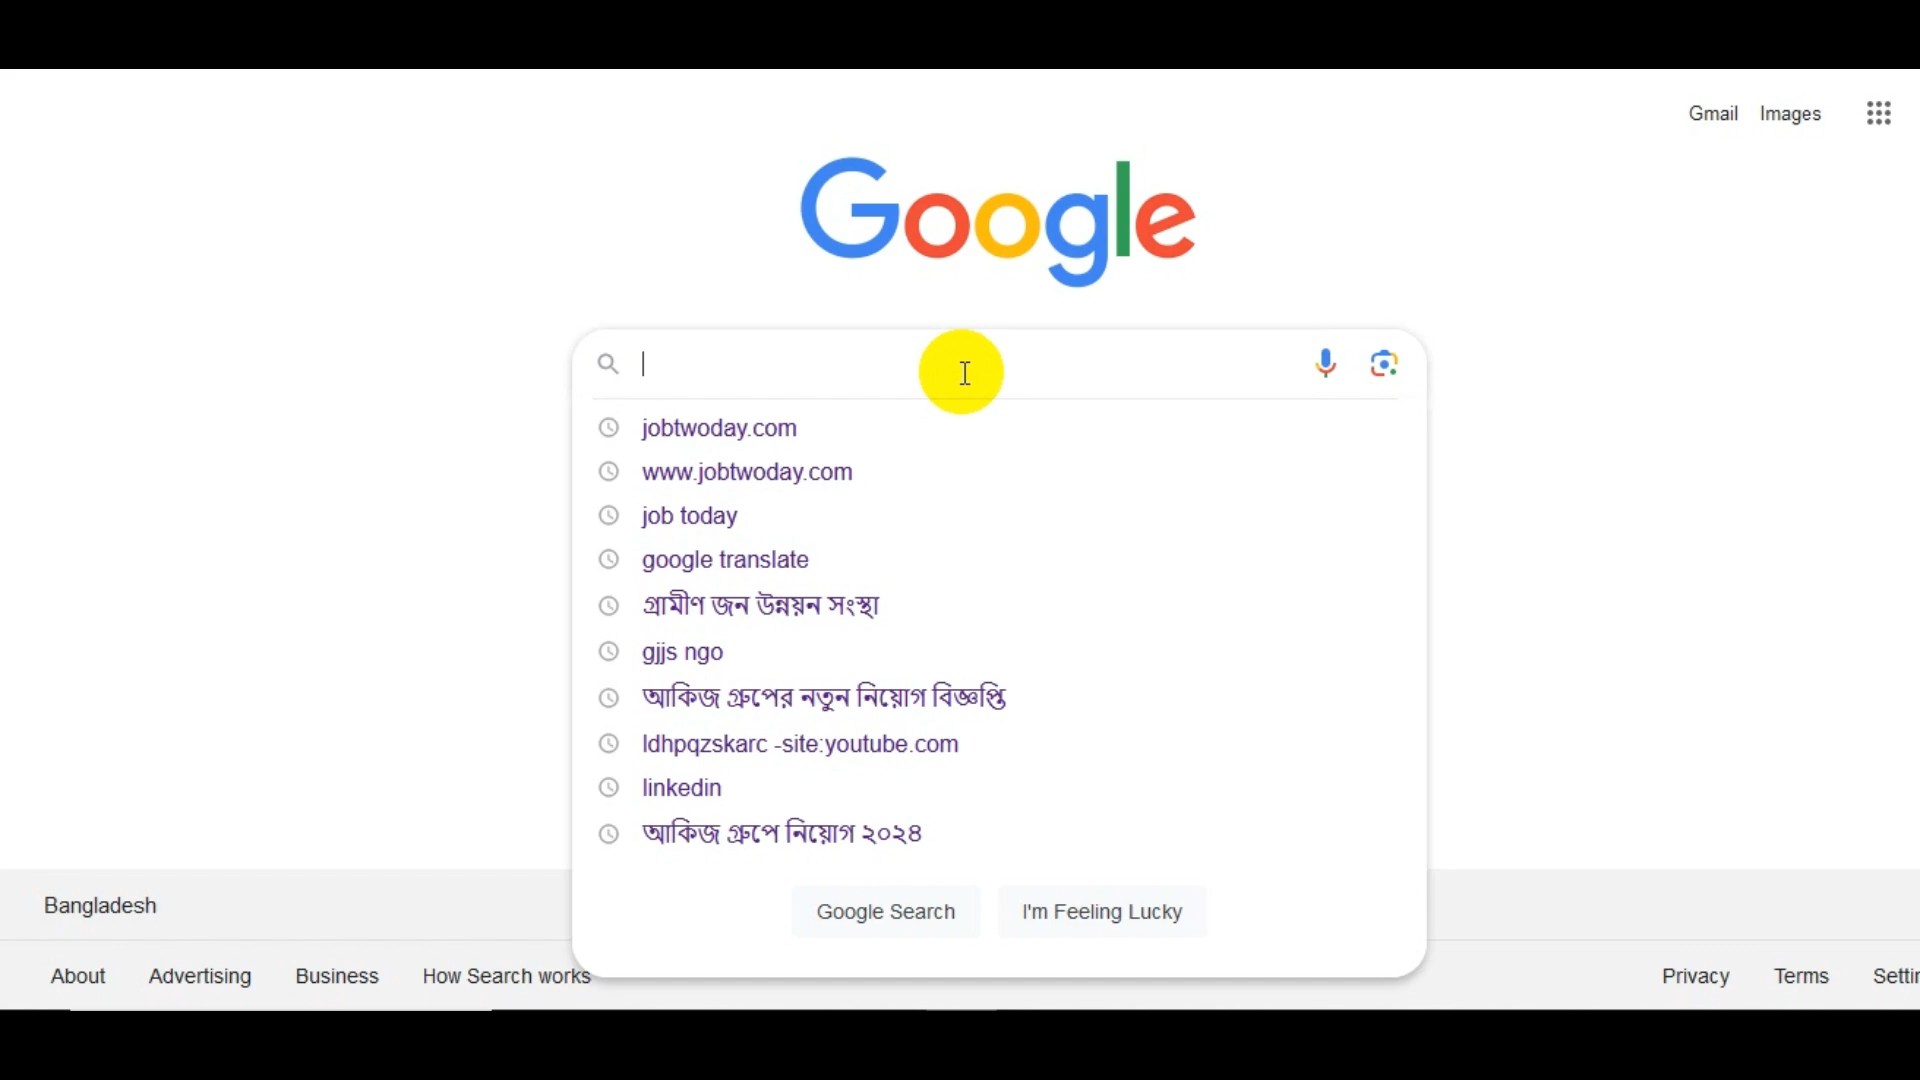 Gmail Images
Google
jobtwoday.com
www.jobtwoday.com
job today
google translate
গ্রামীণ জন উন্নয়ন সংস্থা
gjjs ngo
আকিজ গ্রুপের নতুন নিয়োগ বিজ্ঞপ্তি
ldhpqzskarc -site:youtube.com
linkedin
আকিজ গ্রুপে নিয়োগ ২০২৪
Google Search I'm Feeling Lucky
Bangladesh
About Advertising Business How Search works Privacy Terms Settin